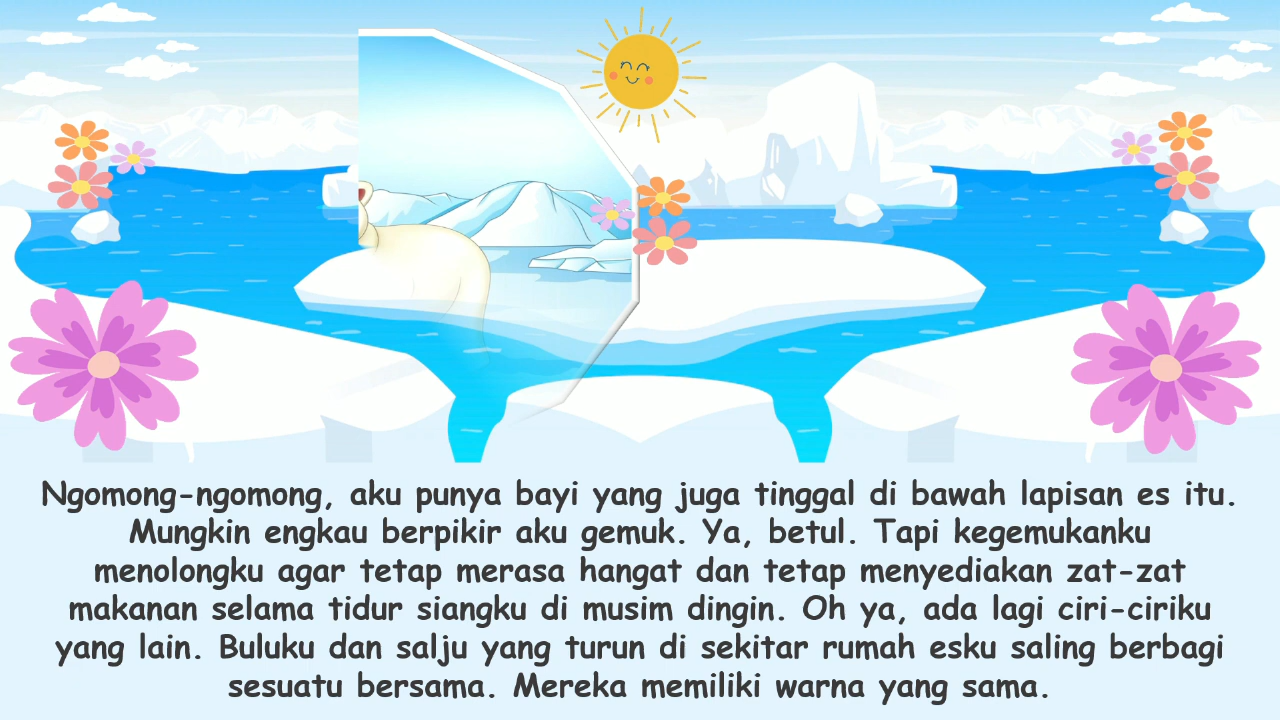 Ngomong-ngomong, aku punya bayi yang juga tinggal di bawah lapisan es itu.
Mungkin engkau berpikir aku gemuk. Ya, betul. Tapi kegemukanku
menolongku agar tetap merasa hangat dan tetap menyediakan zat-zat
makanan selama tidur siangku di musim dingin. Oh ya, ada lagi ciri-ciriku
yang lain. Buluku dan salju yang turun di sekitar rumah esku saling berbagi
sesuatu bersama. Mereka memiliki warna yang sama.